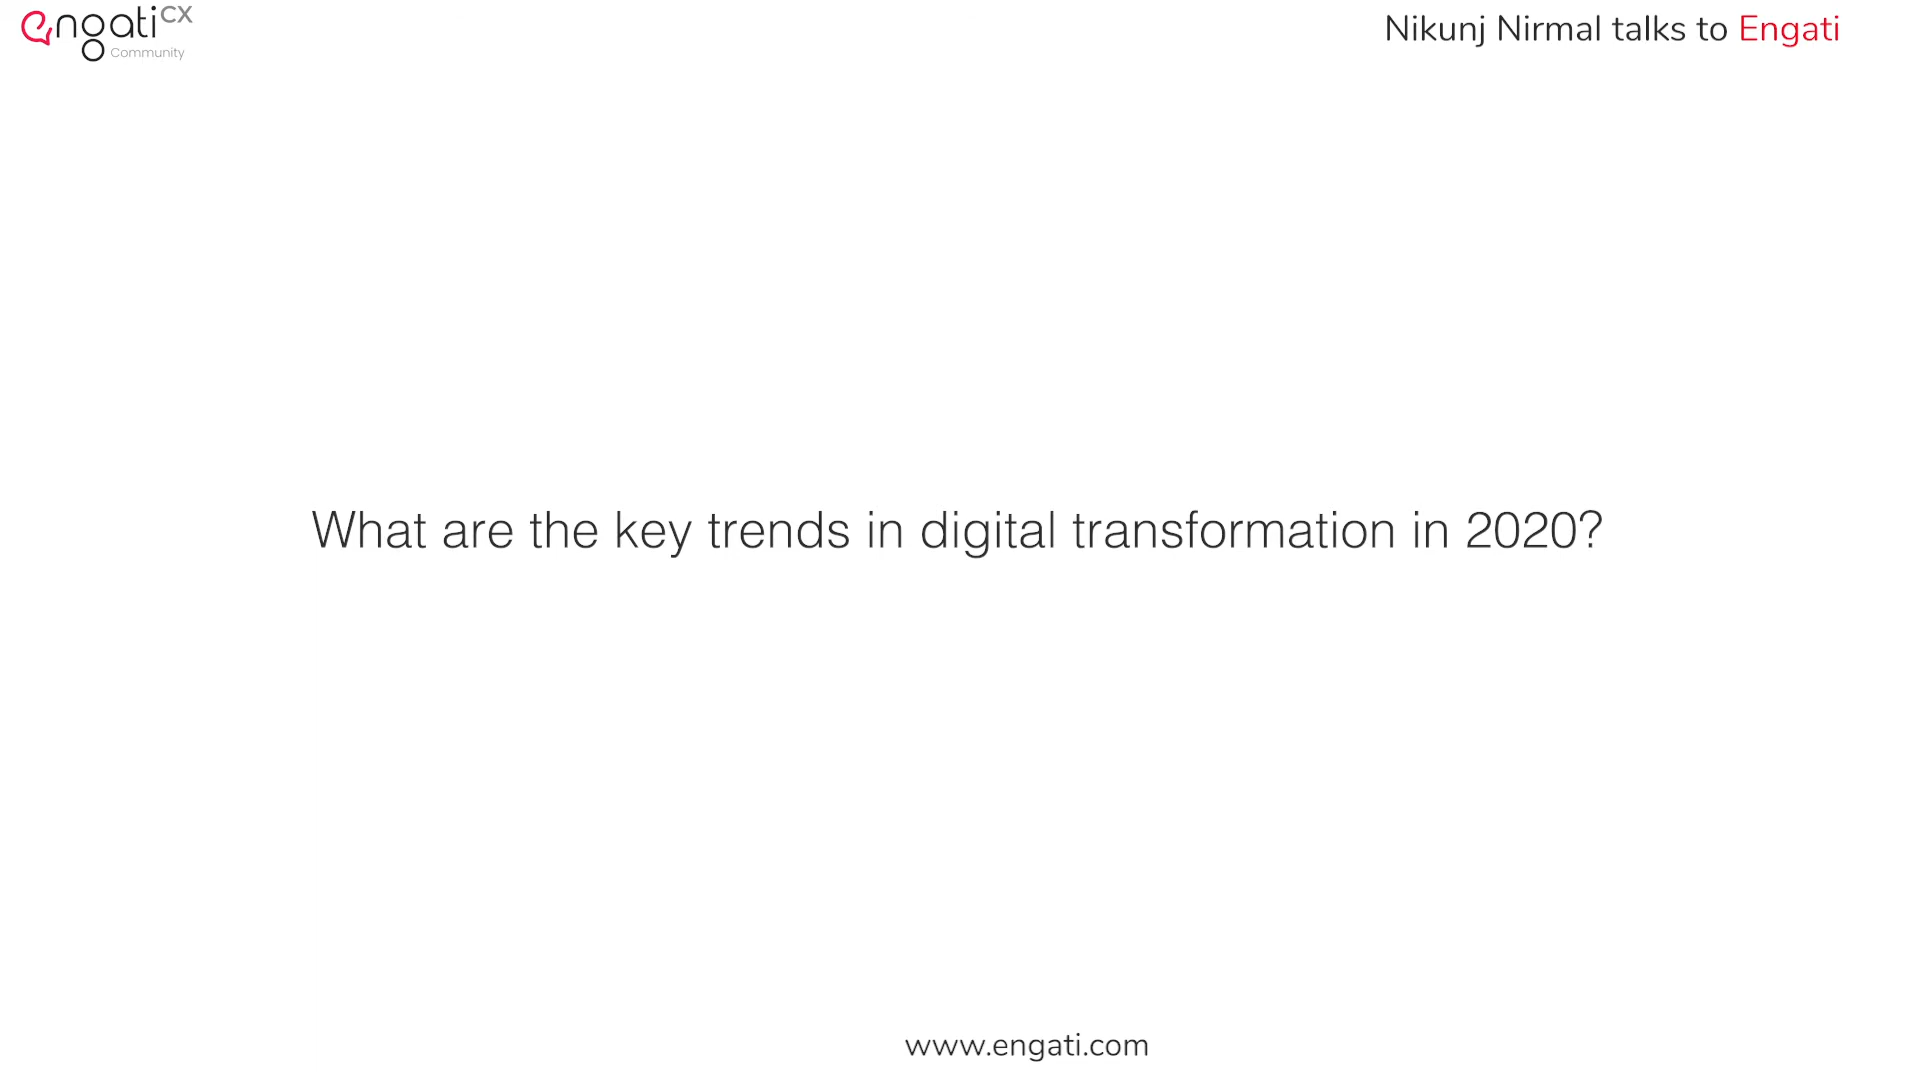 engati CX
Community
Nikunj Nirmal talks to Engati
What are the key trends in digital transformation in 2020?
www.engati.com